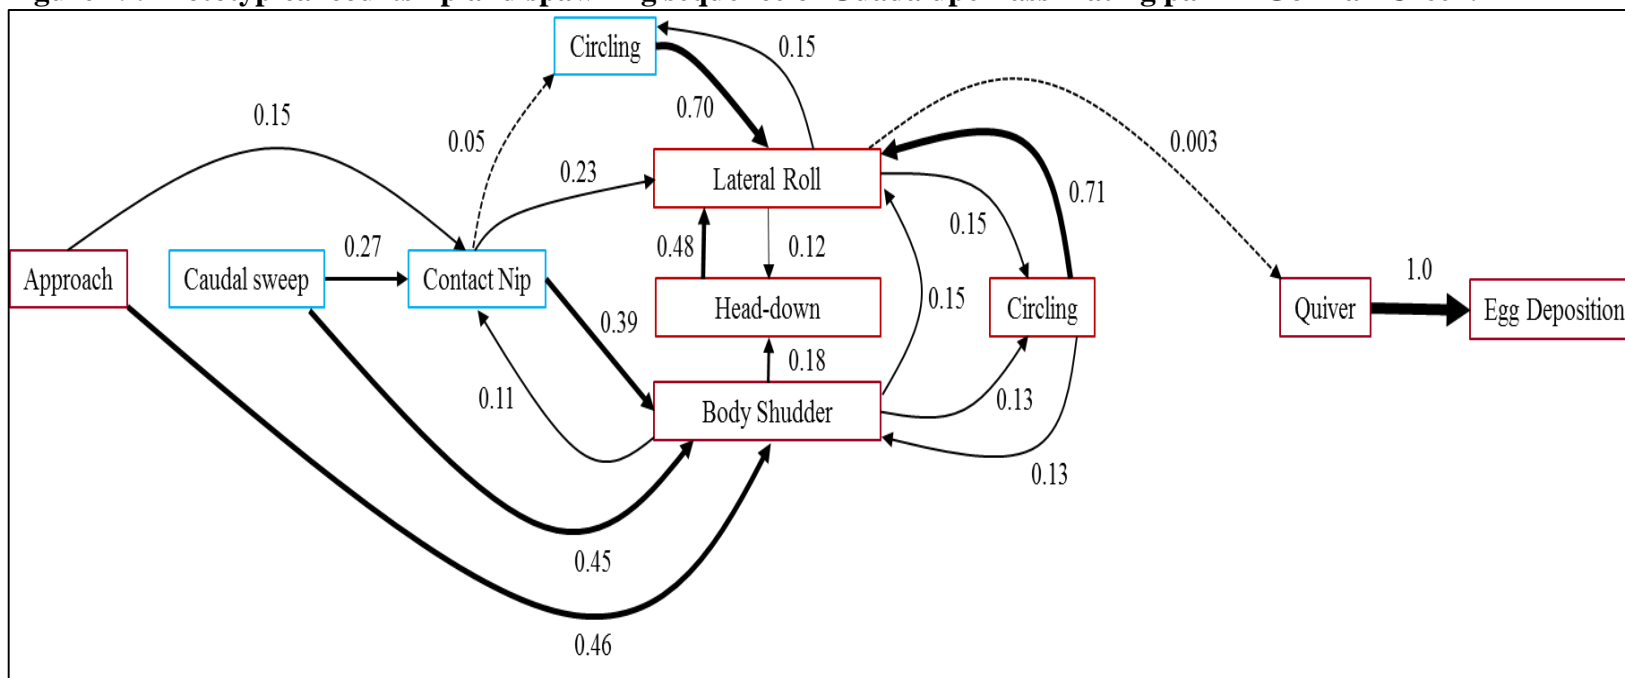 Circling
0.15
0.70
0.15
0.05
0.003
0.23
Lateral Roll
0.71
0.15
0.27
0.48
0.12
Approach
Caudal sweep
Contact Nip
1.0
0.15
Head-down
Circling
Quiver
Egg Deposition
0.39
0.18
0.11
Body Shudder
0.13
0.13
0.45
0.46